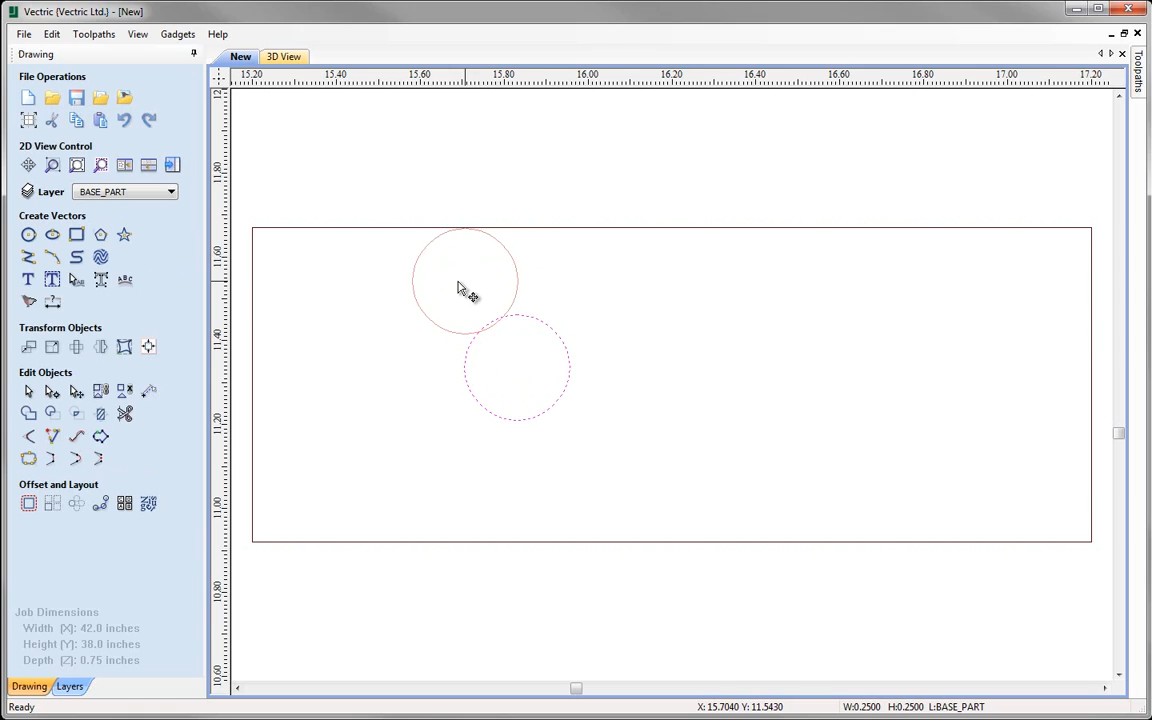 Vectric {Vectric Ltd.} - [New]
File Edit Toolpaths View Gadgets Help
Drawing
New 3D View
Toolpaths
File Operations
15.20 15.40 15.60 15.80 16.00 16.20 16.40 16.60 16.80 17.00 17.20
2D View Control
Layer BASE_PART
Create Vectors
Transform Objects
Edit Objects
Offset and Layout
11.80
11.60
11.40
11.20
11.00
10.80
10.60
Job Dimensions
Width (X): 42.0 inches
Height (Y): 38.0 inches
Depth (Z): 0.75 inches
Drawing Layers
Ready X: 15.7040 Y: 11.5430 W:0.2500 H:0.2500 L:BASE_PART